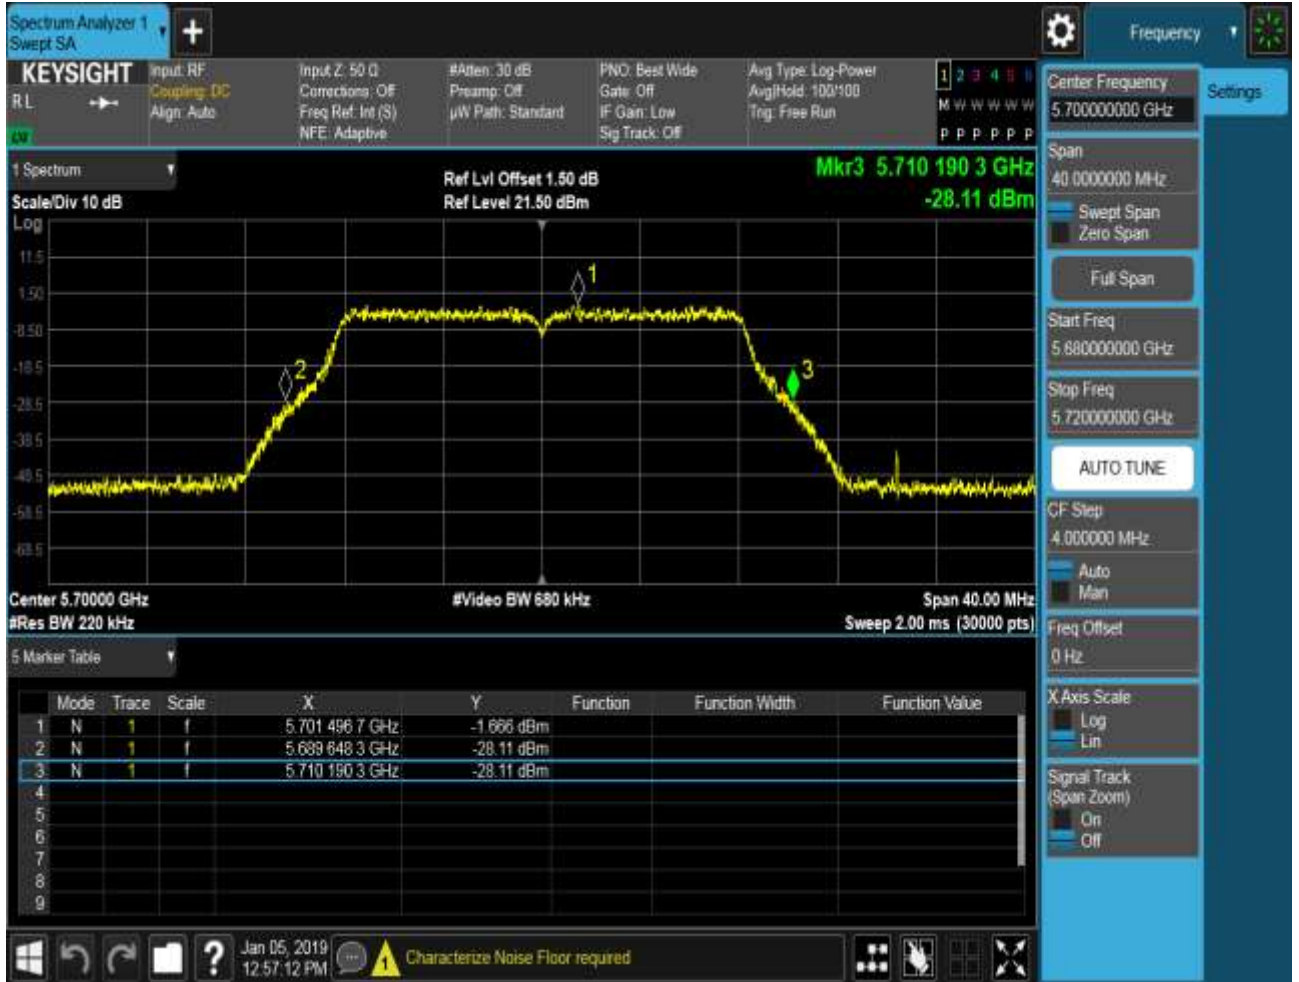 Spectrum Analyzer 1
Swept SA
Frequency
KEYSIGHT
R L
Input: RF
Coupling: DC
Align: Auto
Input Z: 50 Ω
Corrections: Off
Freq Ref: Int (S)
NFE: Adaptive
#Atten: 30 dB
Preamp: Off
µW Path: Standard
PNO: Best Wide
Gate: Off
IF Gain: Low
Sig Track: Off
Avg Type: Log-Power
Avg|Hold: 100/100
Trig: Free Run
1 2 3 4 5 6
M W W W W W
P P P P P P
1 Spectrum
Scale/Div 10 dB
Ref Lvl Offset 1.50 dB
Ref Level 21.50 dBm
Mkr3 5.710 190 3 GHz
-28.11 dBm
Log
11.5
1.50
-8.50
-18.5
-28.5
-38.5
-48.5
-58.5
-68.5
1
2
3
Center 5.70000 GHz
#Video BW 680 kHz
Span 40.00 MHz
#Res BW 220 kHz
Sweep 2.00 ms (30000 pts)
5 Marker Table
Mode Trace Scale X Y Function Function Width Function Value
1 N 1 f 5.701 496 7 GHz -1.666 dBm
2 N 1 f 5.689 648 3 GHz -28.11 dBm
3 N 1 f 5.710 190 3 GHz -28.11 dBm
4
5
6
7
8
9
Center Frequency
5.700000000 GHz
Settings
Span
40.0000000 MHz
Swept Span
Zero Span
Full Span
Start Freq
5.680000000 GHz
Stop Freq
5.720000000 GHz
AUTO TUNE
CF Step
4.000000 MHz
Auto
Man
Freq Offset
0 Hz
X Axis Scale
Log
Lin
Signal Track
(Span Zoom)
On
Off
?
Jan 05, 2019
12:57:12 PM
1
Characterize Noise Floor required